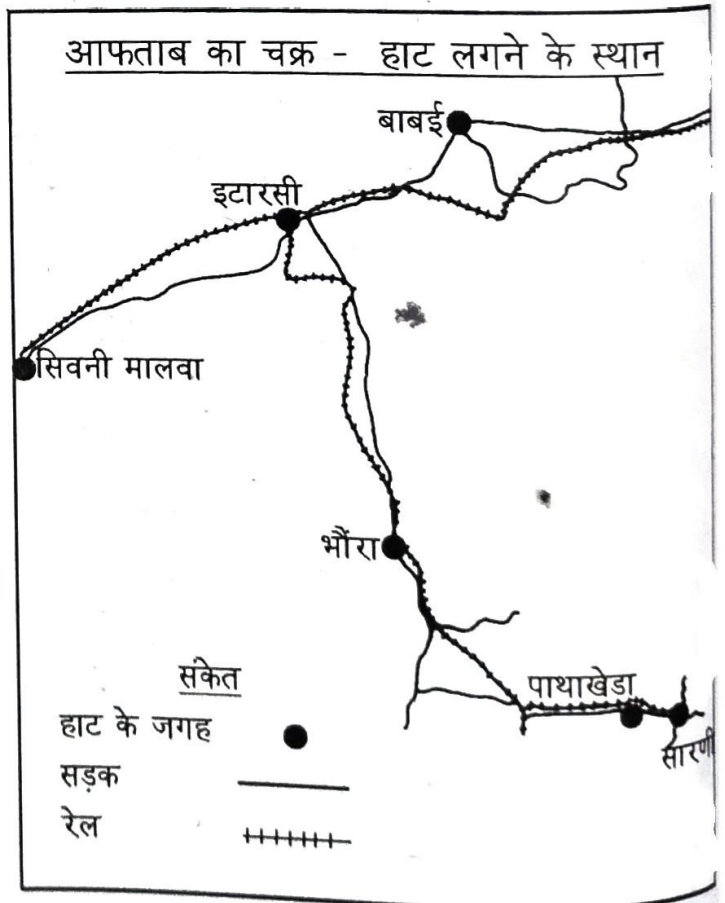 आफताब का चक्र - हाट लगने के स्थान
बाबई
इटारसी
सिवनी मालवा
भौंरा
पाथाखेडा
सारणी
संकेत
हाट के जगह
सड़क
रेल